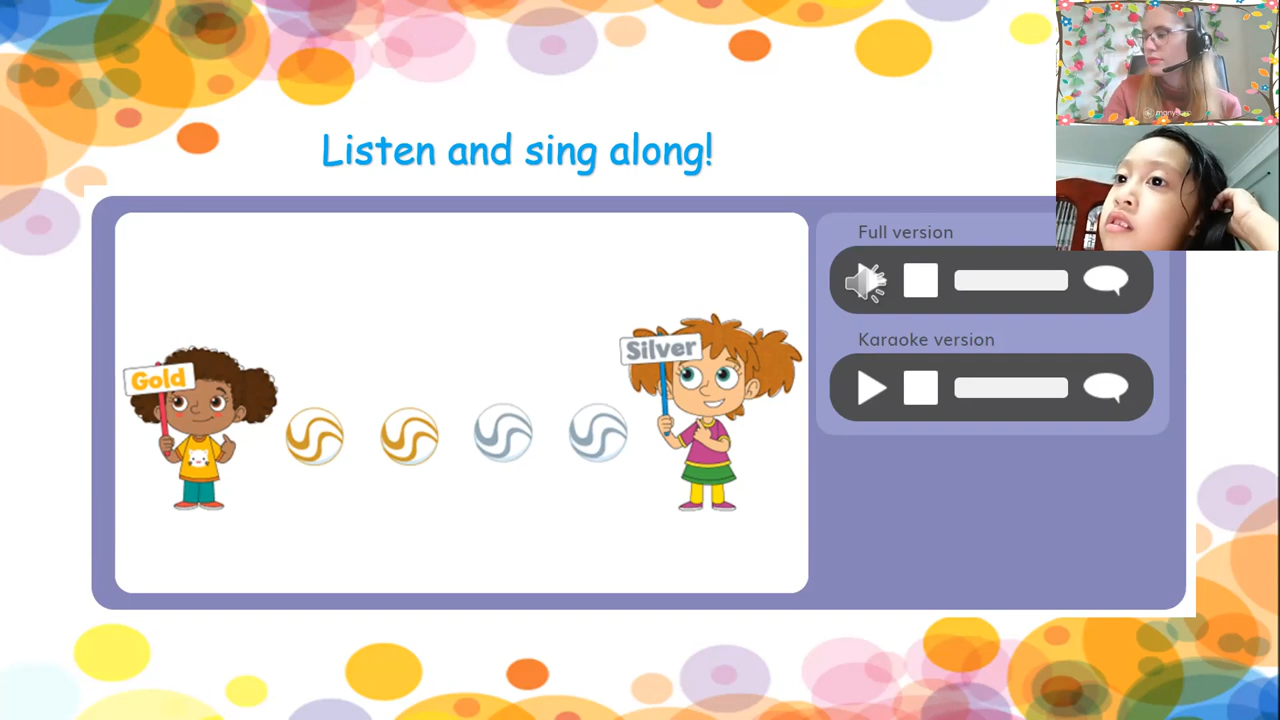 Listen and sing along!
Full version
Gold
Silver
Karaoke version